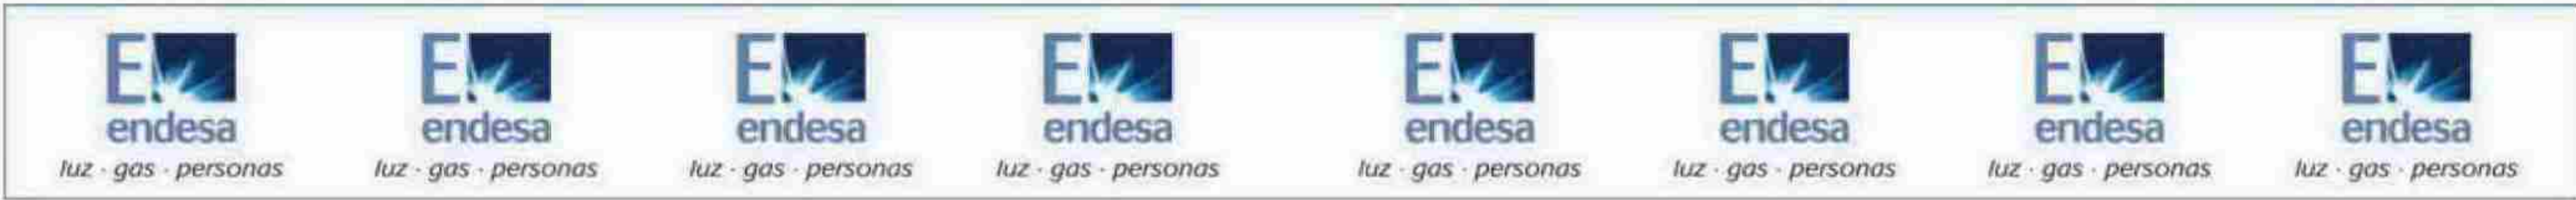 E. E. E. E. E. E. E. E.
endesa endesa endesa endesa endesa endesa endesa endesa
luz · gas · personas luz · gas · personas luz · gas · personas luz · gas · personas luz · gas · personas luz · gas · personas luz · gas · personas luz · gas · personas